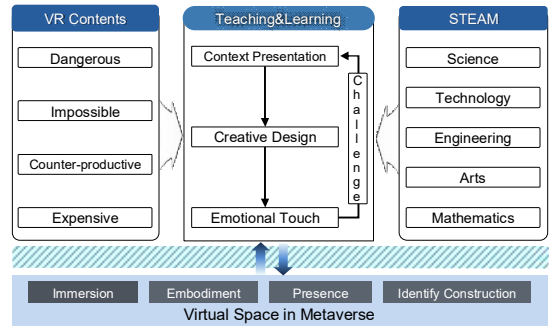 VR Contents
Dangerous
Impossible
Counter-productive
Expensive
Teaching&Learning
Context Presentation
Creative Design
Emotional Touch
Challenge
STEAM
Science
Technology
Engineering
Arts
Mathematics
Immersion
Embodiment
Presence
Identify Construction
Virtual Space in Metaverse